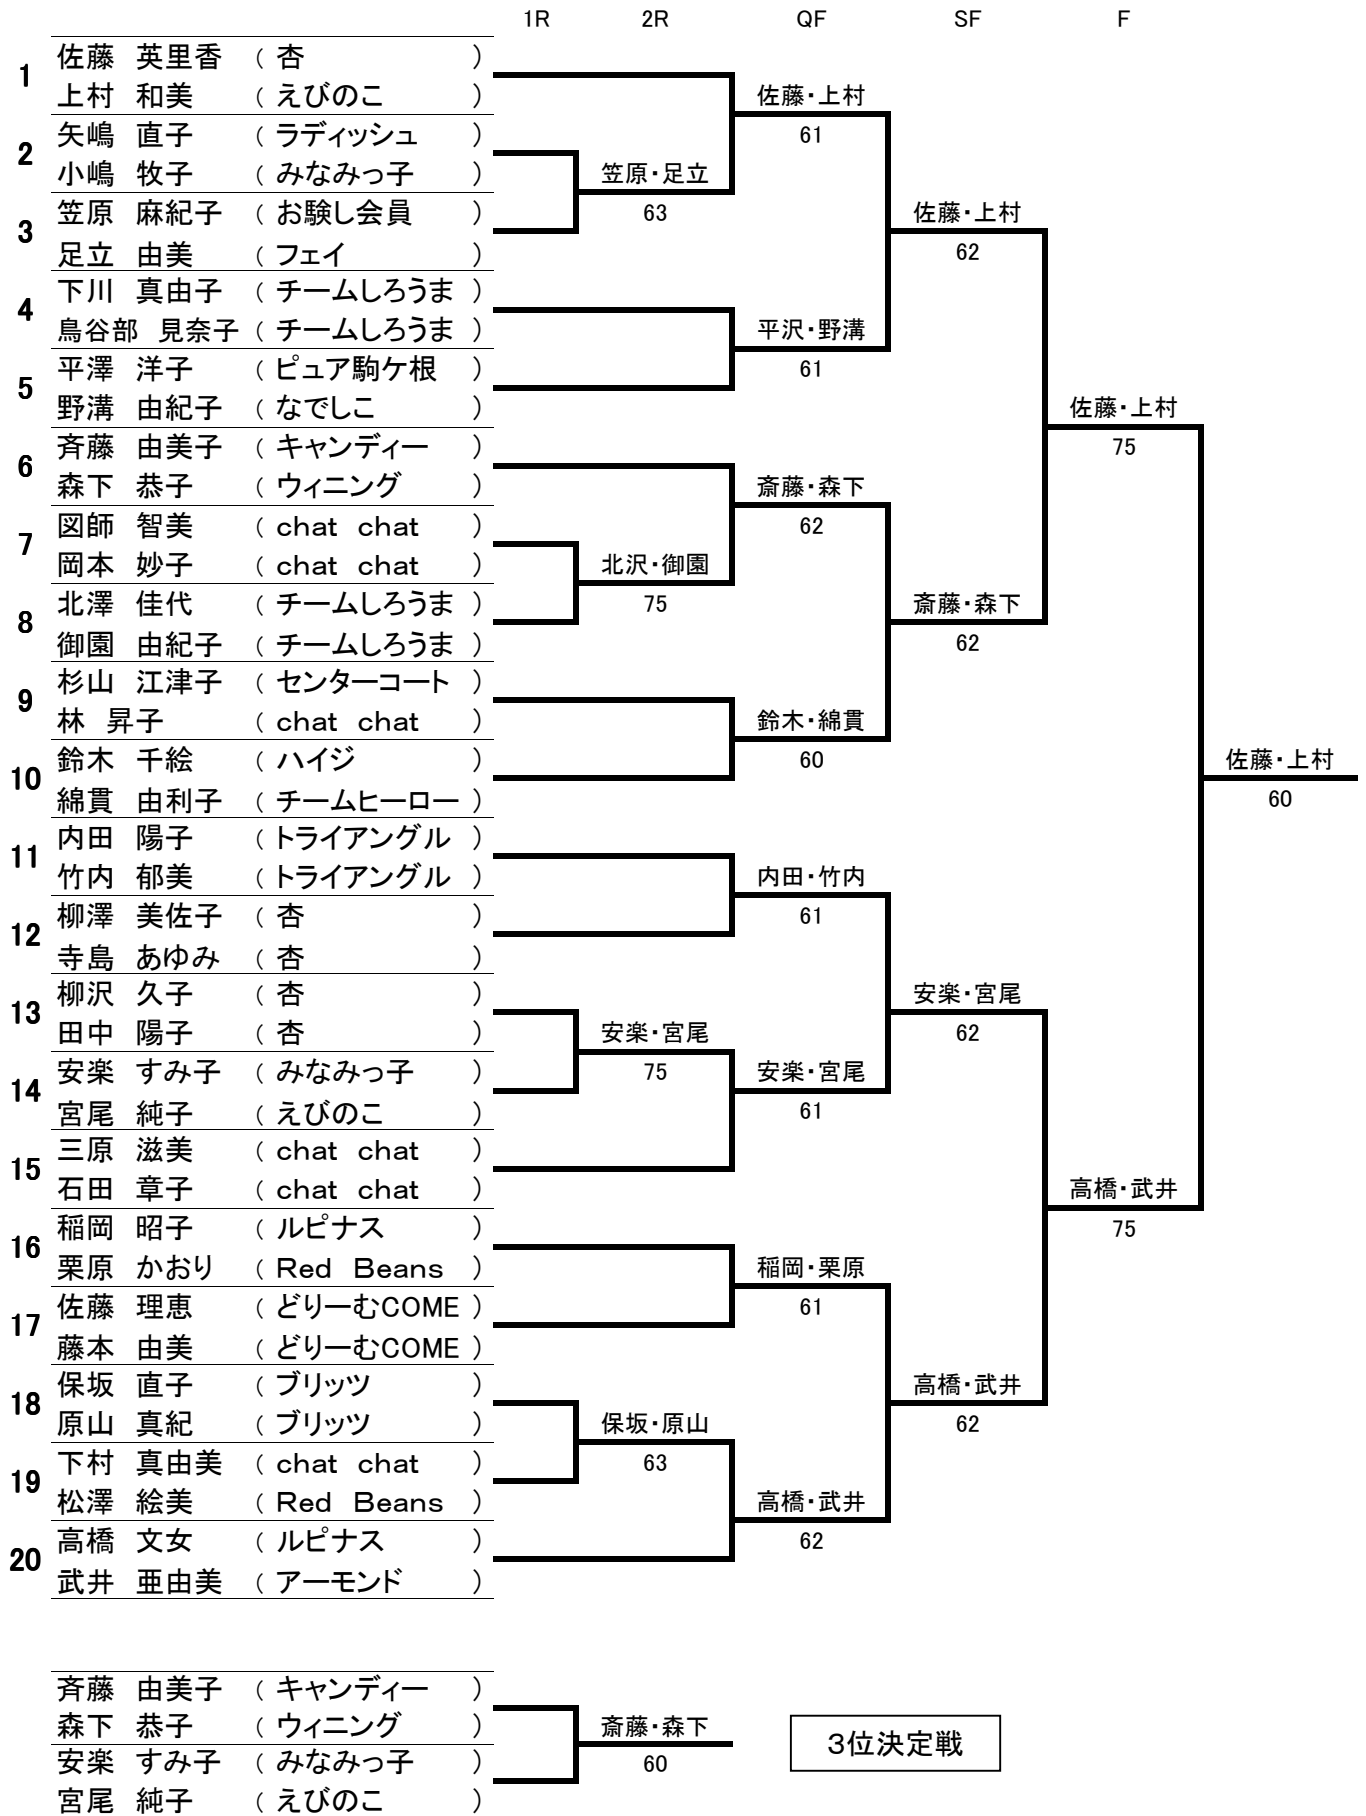 1R 2R QF SF F
1 佐藤 英里香 ( 杏 )
上村 和美 ( えびのこ )
2 矢嶋 直子 ( ラディッシュ )
小嶋 牧子 ( みなみっ子 )
3 笠原 麻紀子 ( お験し会員 )
足立 由美 ( フェイ )
4 下川 真由子 ( チームしろうま )
鳥谷部 見奈子 ( チームしろうま )
5 平澤 洋子 ( ピュア駒ケ根 )
野溝 由紀子 ( なでしこ )
6 斉藤 由美子 ( キャンディー )
森下 恭子 ( ウィニング )
7 図師 智美 ( chat chat )
岡本 妙子 ( chat chat )
8 北澤 佳代 ( チームしろうま )
御園 由紀子 ( チームしろうま )
9 杉山 江津子 ( センターコート )
林 昇子 ( chat chat )
10 鈴木 千絵 ( ハイジ )
綿貫 由利子 ( チームヒーロー )
11 内田 陽子 ( トライアングル )
竹内 郁美 ( トライアングル )
12 柳澤 美佐子 ( 杏 )
寺島 あゆみ ( 杏 )
13 柳沢 久子 ( 杏 )
田中 陽子 ( 杏 )
14 安楽 すみ子 ( みなみっ子 )
宮尾 純子 ( えびのこ )
15 三原 滋美 ( chat chat )
石田 章子 ( chat chat )
16 稲岡 昭子 ( ルピナス )
栗原 かおり ( Red Beans )
17 佐藤 理恵 ( どりーむCOME )
藤本 由美 ( どりーむCOME )
18 保坂 直子 ( ブリッツ )
原山 真紀 ( ブリッツ )
19 下村 真由美 ( chat chat )
松澤 絵美 ( Red Beans )
20 高橋 文女 ( ルピナス )
武井 亜由美 ( アーモンド )
笠原・足立
63
北沢・御園
75
安楽・宮尾
75
保坂・原山
63
佐藤・上村
61
平沢・野溝
61
斎藤・森下
62
鈴木・綿貫
60
内田・竹内
61
安楽・宮尾
61
稲岡・栗原
61
高橋・武井
62
佐藤・上村
62
斎藤・森下
62
安楽・宮尾
62
高橋・武井
62
佐藤・上村
75
高橋・武井
75
佐藤・上村
60
斉藤 由美子 ( キャンディー )
森下 恭子 ( ウィニング )
安楽 すみ子 ( みなみっ子 )
宮尾 純子 ( えびのこ )
斎藤・森下
60
3位決定戦